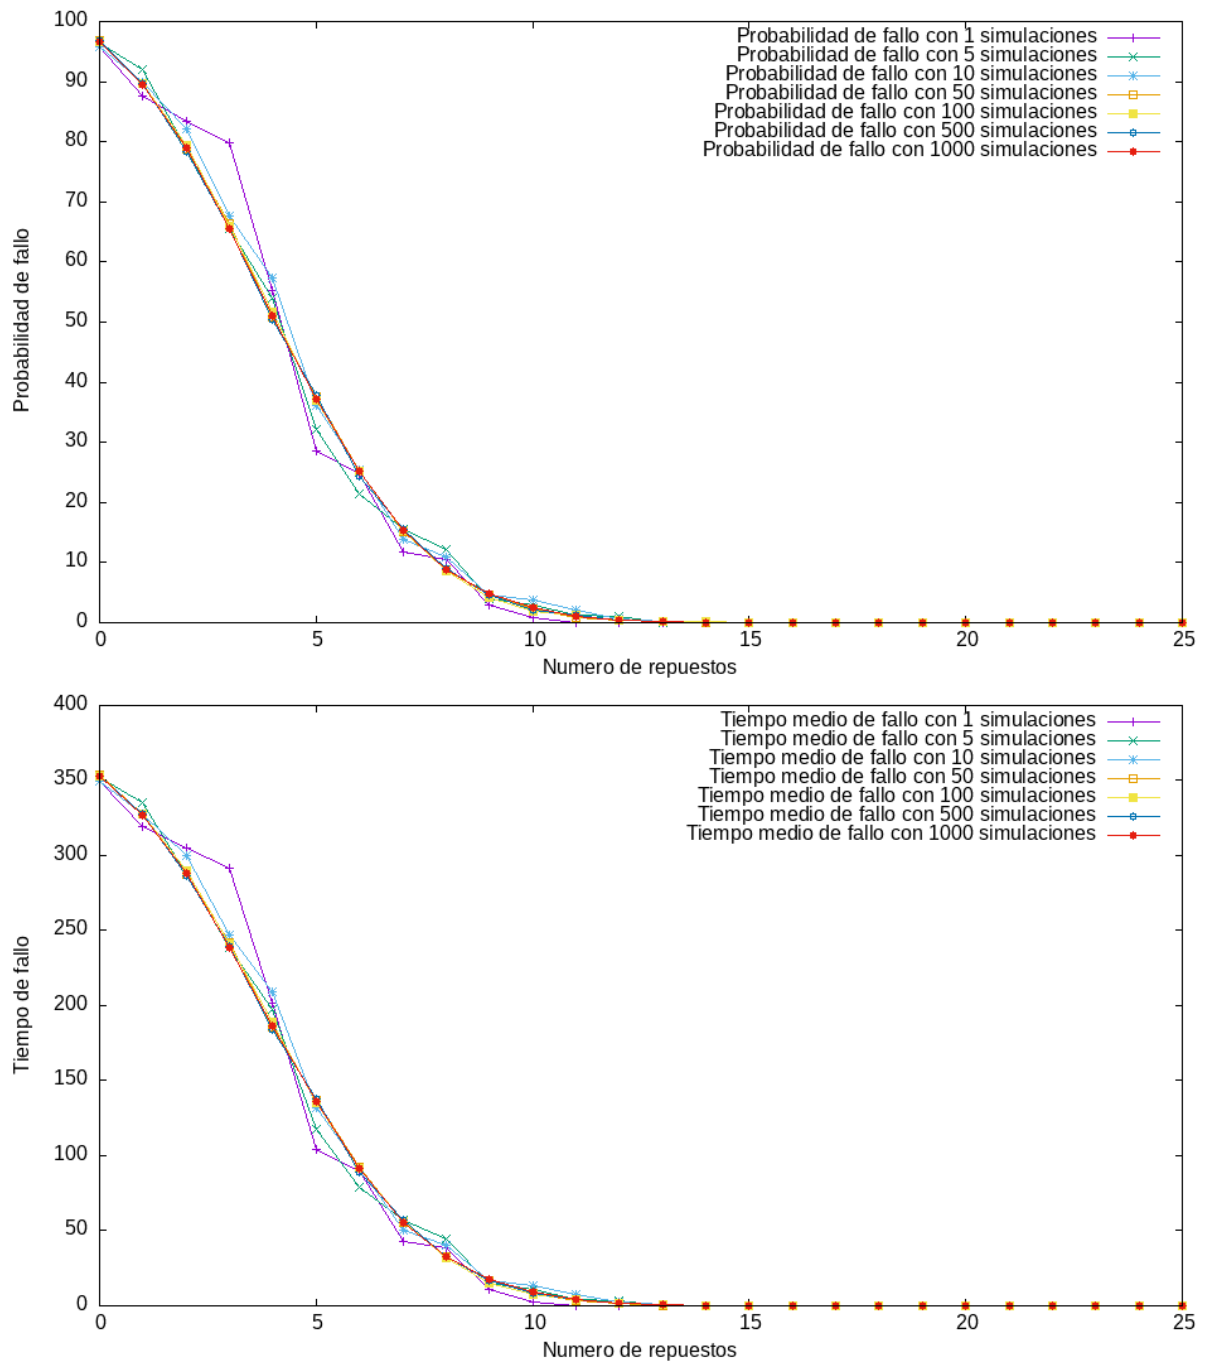 100
90
80
70
60
50
40
30
20
10
0
Probabilidad de fallo
Probabilidad de fallo con 1 simulaciones
Probabilidad de fallo con 5 simulaciones
Probabilidad de fallo con 10 simulaciones
Probabilidad de fallo con 50 simulaciones
Probabilidad de fallo con 100 simulaciones
Probabilidad de fallo con 500 simulaciones
Probabilidad de fallo con 1000 simulaciones
0 5 10 15 20 25
Numero de repuestos
400
350
300
250
200
150
100
50
0
Tiempo de fallo
Tiempo medio de fallo con 1 simulaciones
Tiempo medio de fallo con 5 simulaciones
Tiempo medio de fallo con 10 simulaciones
Tiempo medio de fallo con 50 simulaciones
Tiempo medio de fallo con 100 simulaciones
Tiempo medio de fallo con 500 simulaciones
Tiempo medio de fallo con 1000 simulaciones
0 5 10 15 20 25
Numero de repuestos